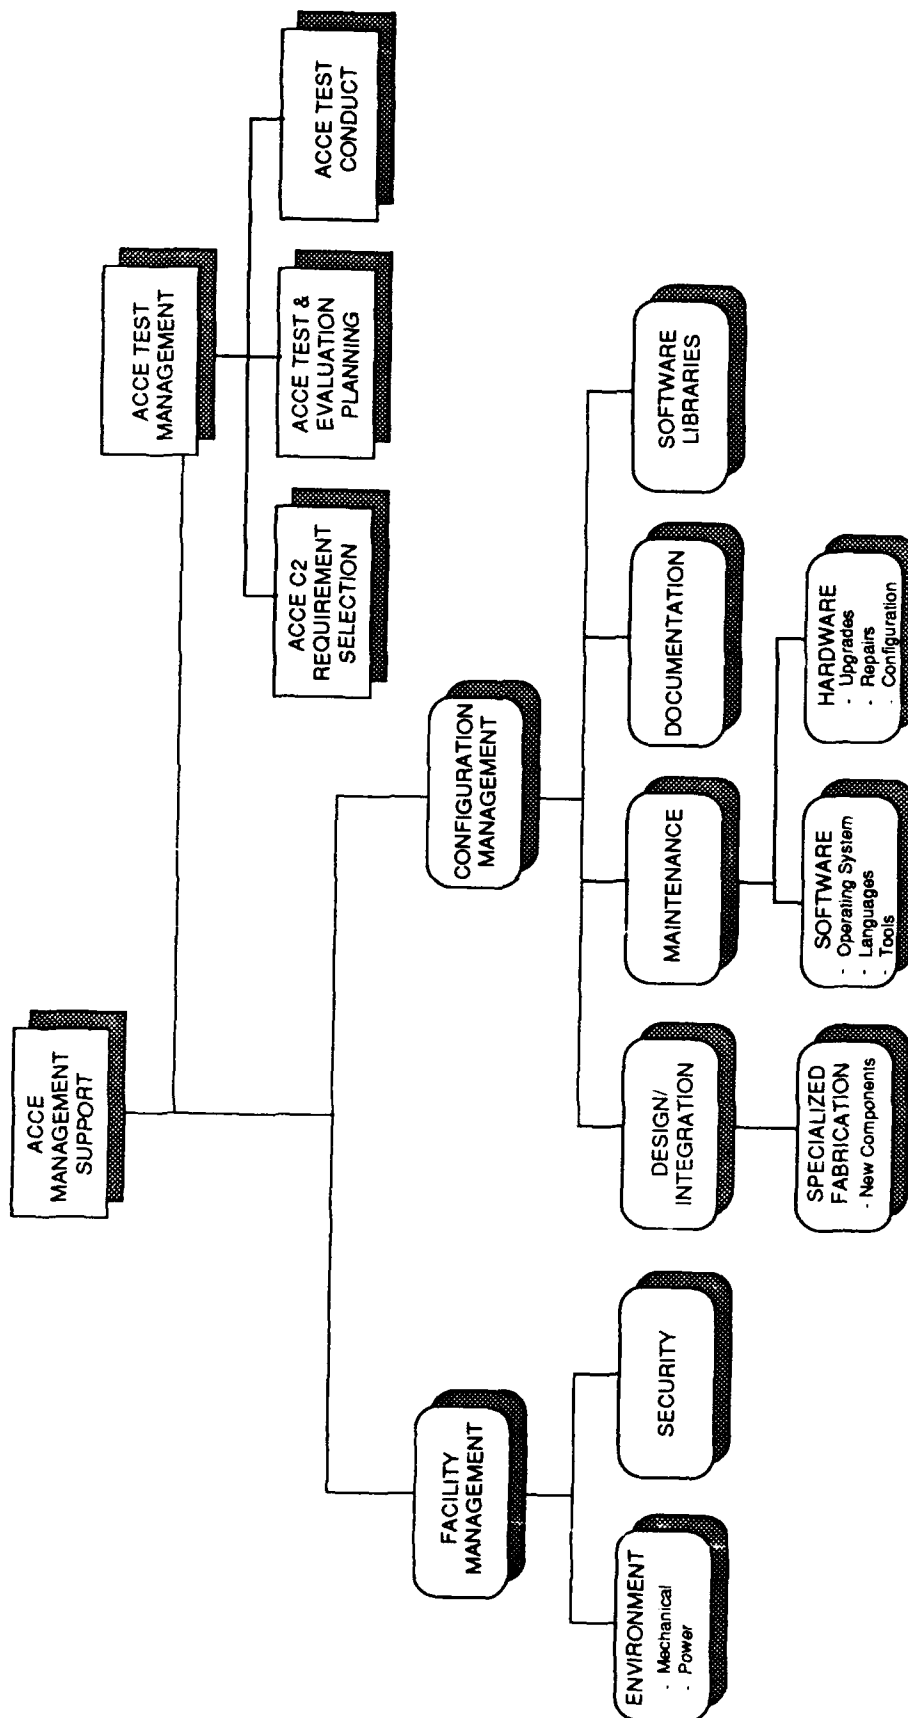 ACCE
MANAGEMENT
SUPPORT
ACCE TEST
MANAGEMENT
ACCE C2
REQUIREMENT
SELECTION
ACCE TEST &
EVALUATION
PLANNING
ACCE TEST
CONDUCT
FACILITY
MANAGEMENT
CONFIGURATION
MANAGEMENT
ENVIRONMENT
- Mechanical
- Power
SECURITY
DESIGN/
INTEGRATION
MAINTENANCE
DOCUMENTATION
SOFTWARE
LIBRARIES
SPECIALIZED
FABRICATION
- New Components
SOFTWARE
- Operating System
- Languages
- Tools
HARDWARE
- Upgrades
- Repairs
- Configuration